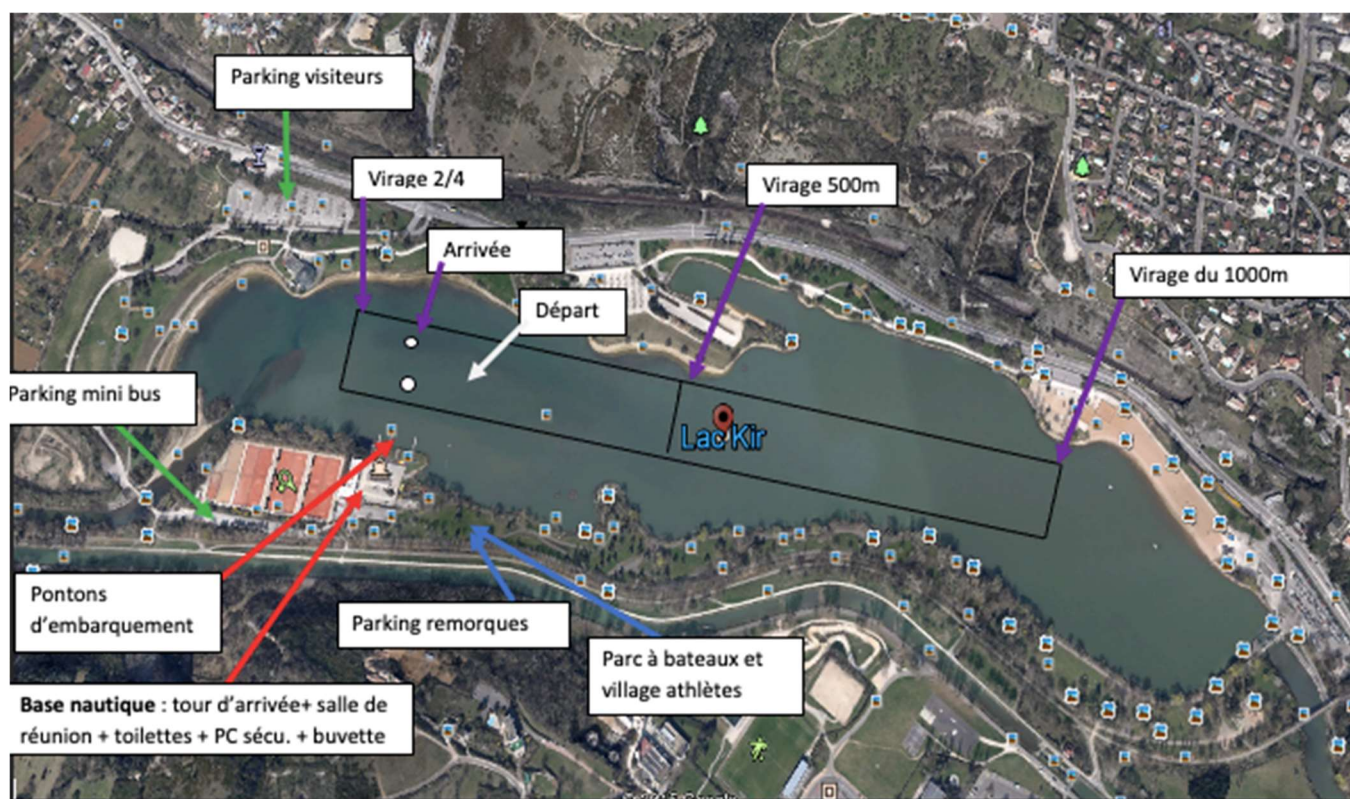 Parking visiteurs
Virage 2/4
Virage 500m
Arrivée
Virage du 1000m
Départ
Parking mini bus
Lac Kir
Pontons
d'embarquement
Parking remorques
Parc à bateaux et
village athlètes
Base nautique : tour d'arrivée+ salle de
réunion + toilettes + PC sécu. + buvette